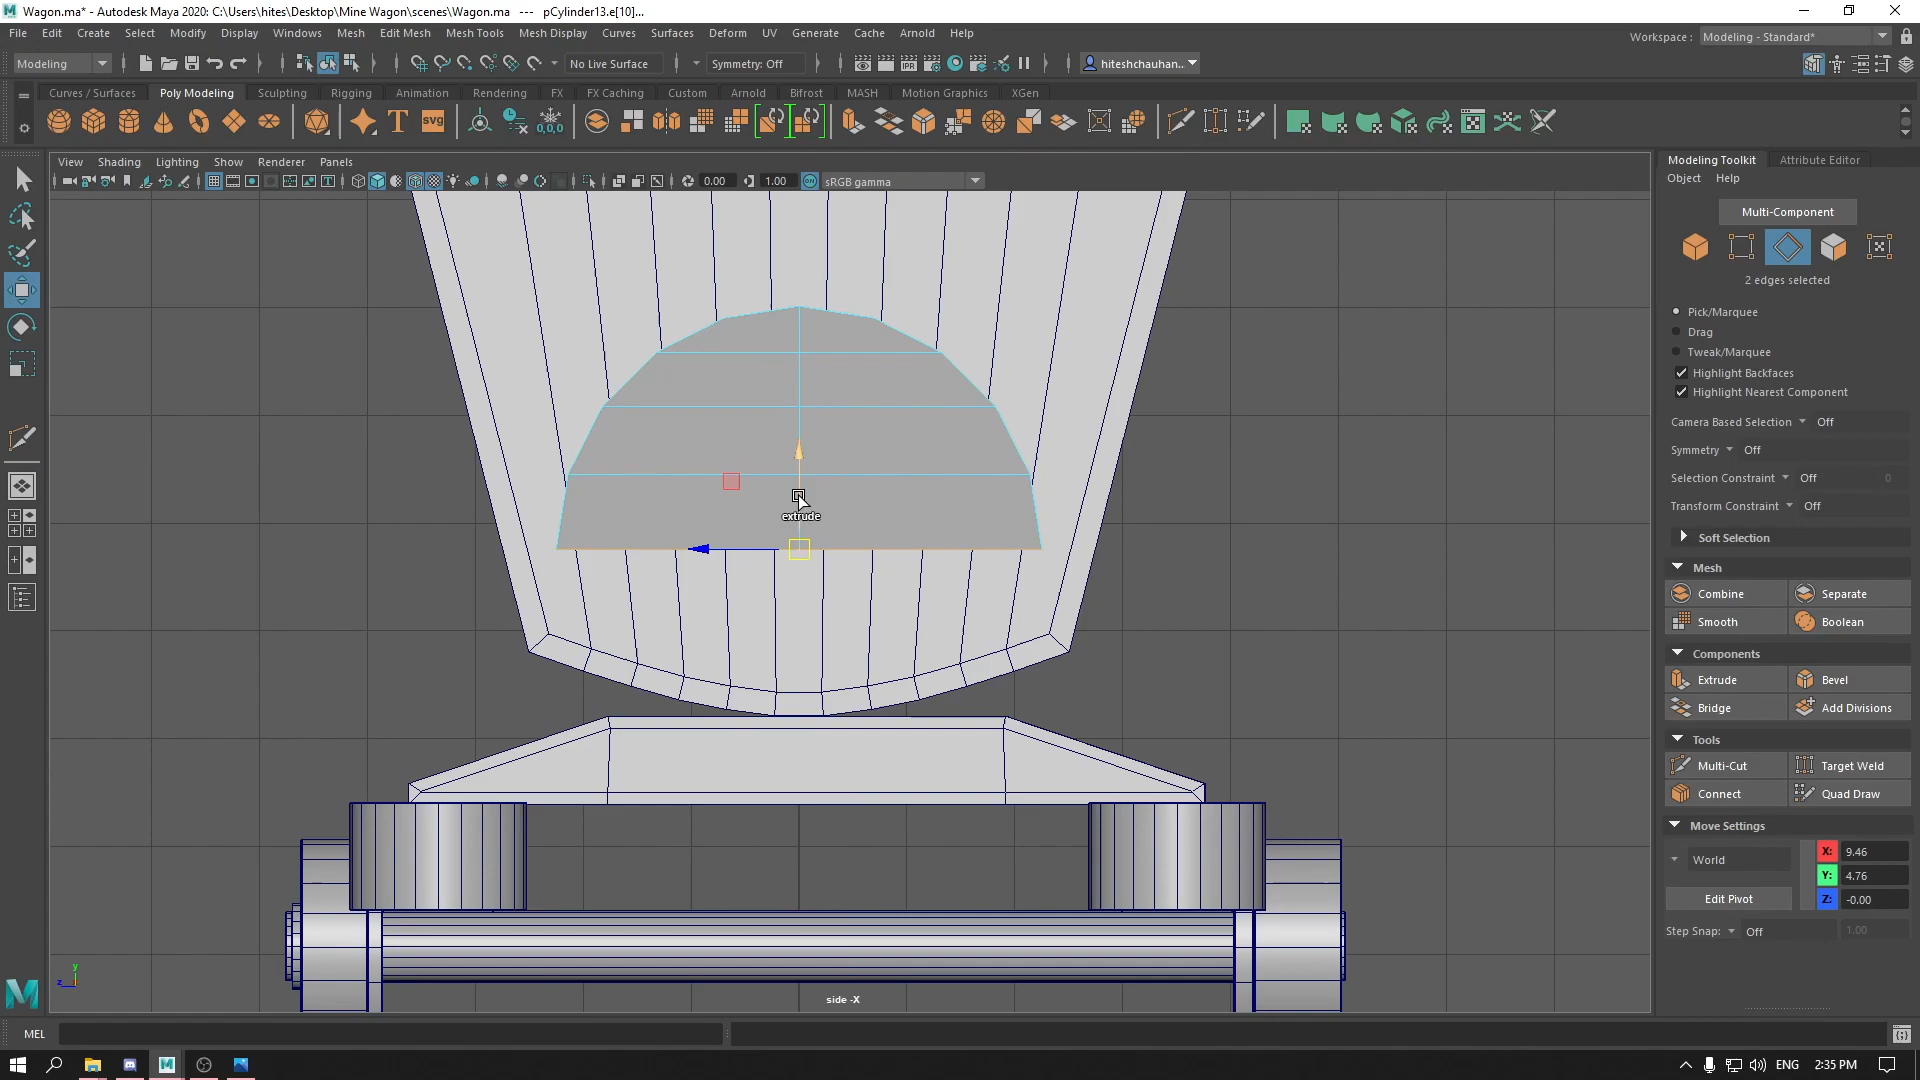 Wagon.ma* - Autodesk Maya 2020: C:\Users\hites\Desktop\Mine Wagon\scenes\Wagon.ma --- pCylinder13.e[10]...
File Edit Create Select Modify Display Windows Mesh Edit Mesh Mesh Tools Mesh Display Curves Surfaces Deform UV Generate Cache Arnold Help
Workspace : Modeling - Standard*
Modeling No Live Surface Symmetry: Off hiteshchauhan...
Curves / Surfaces Poly Modeling Sculpting Rigging Animation Rendering FX FX Caching Custom Arnold Bifrost MASH Motion Graphics XGen
View Shading Lighting Show Renderer Panels
0.00 1.00 sRGB gamma
extrude
side -X
Modeling Toolkit Attribute Editor
Object Help
Multi-Component
2 edges selected
Pick/Marquee
Drag
Tweak/Marquee
Highlight Backfaces
Highlight Nearest Component
Camera Based Selection Off
Symmetry Off
Selection Constraint Off 0
Transform Constraint Off
Soft Selection
Mesh
Combine Separate
Smooth Boolean
Components
Extrude Bevel
Bridge Add Divisions
Tools
Multi-Cut Target Weld
Connect Quad Draw
Move Settings
World X: 9.46
Y: 4.76
Edit Pivot Z: -0.00
Step Snap: Off 1.00
MEL
ENG 2:35 PM